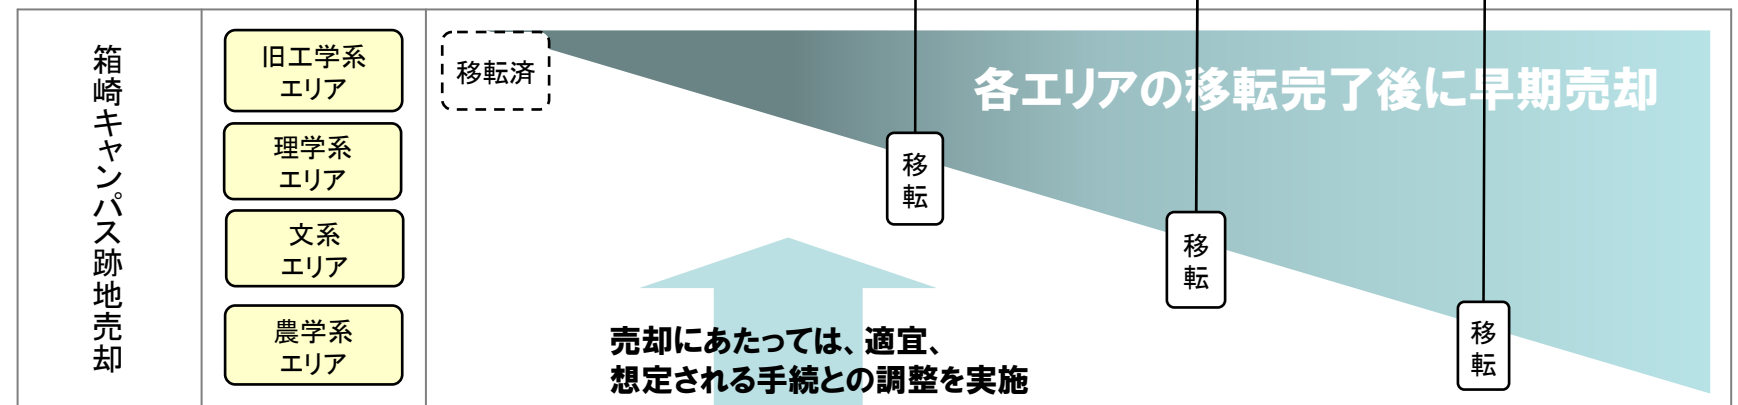 箱崎キャンパス跡地売却
旧工学系
エリア
移転済
各エリアの移転完了後に早期売却
理学系
エリア
移転
文系
エリア
移転
農学系
エリア
移転
売却にあたっては、適宜、
想定される手続との調整を実施